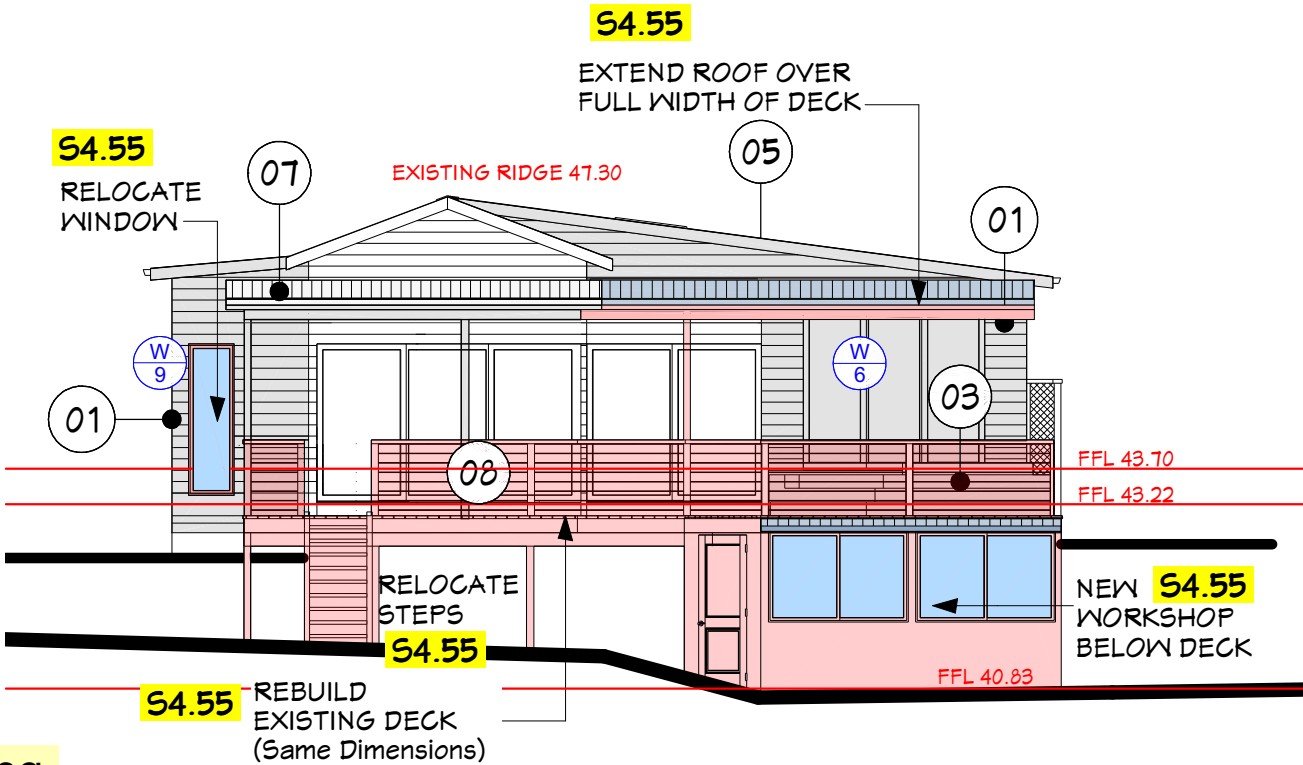 S4.55
EXTEND ROOF OVER
FULL WIDTH OF DECK
S4.55
RELOCATE
WINDOW
07
EXISTING RIDGE 47.30
05
01
W
9
W
6
01
03
08
FFL 43.70
FFL 43.22
RELOCATE
STEPS
S4.55
NEW S4.55
WORKSHOP
BELOW DECK
FFL 40.83
S4.55 REBUILD
EXISTING DECK
(Same Dimensions)